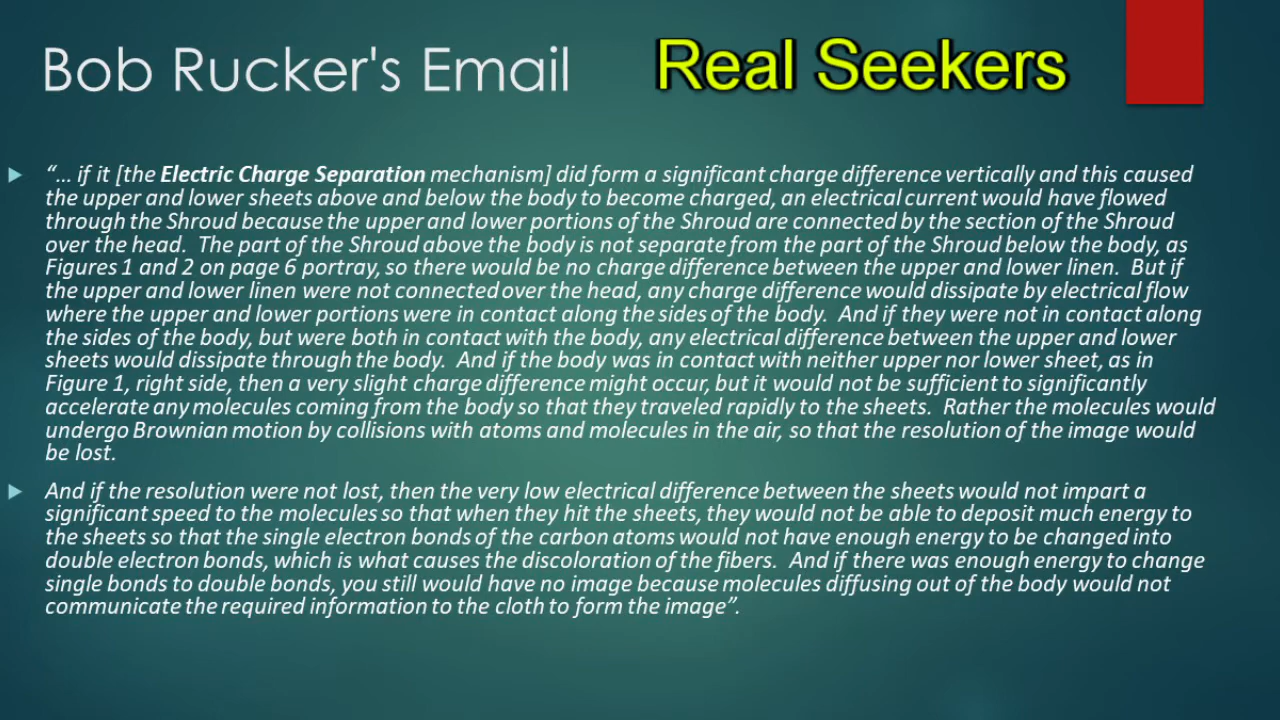 Bob Rucker's Email
Real Seekers
“... if it [the Electric Charge Separation mechanism] did form a significant charge difference vertically and this caused
the upper and lower sheets above and below the body to become charged, an electrical current would have flowed
through the Shroud because the upper and lower portions of the Shroud are connected by the section of the Shroud
over the head.  The part of the Shroud above the body is not separate from the part of the Shroud below the body, as
Figures 1 and 2 on page 6 portray, so there would be no charge difference between the upper and lower linen.  But if
the upper and lower linen were not connected over the head, any charge difference would dissipate by electrical flow
where the upper and lower portions were in contact along the sides of the body.  And if they were not in contact along
the sides of the body, but were both in contact with the body, any electrical difference between the upper and lower
sheets would dissipate through the body.  And if the body was in contact with neither upper nor lower sheet, as in
Figure 1, right side, then a very slight charge difference might occur, but it would not be sufficient to significantly
accelerate any molecules coming from the body so that they traveled rapidly to the sheets.  Rather the molecules would
undergo Brownian motion by collisions with atoms and molecules in the air, so that the resolution of the image would
be lost.
And if the resolution were not lost, then the very low electrical difference between the sheets would not impart a
significant speed to the molecules so that when they hit the sheets, they would not be able to deposit much energy to
the sheets so that the single electron bonds of the carbon atoms would not have enough energy to be changed into
double electron bonds, which is what causes the discoloration of the fibers.  And if there was enough energy to change
single bonds to double bonds, you still would have no image because molecules diffusing out of the body would not
communicate the required information to the cloth to form the image”.